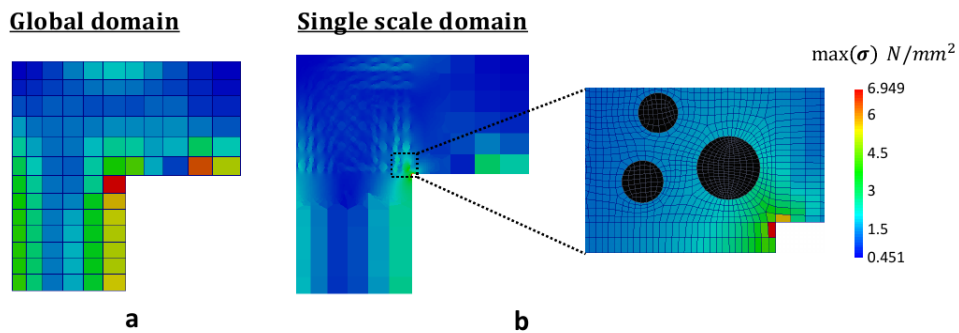 Global domain
Single scale domain
max(σ) N/mm²
6.949
6
4.5
3
1.5
0.451
a
b